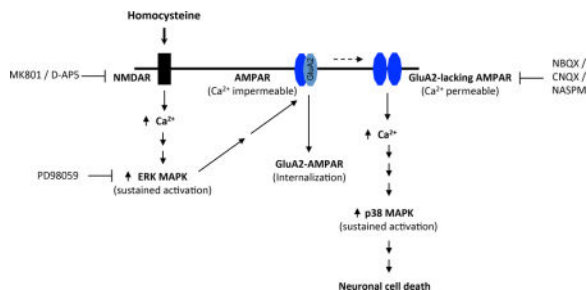 Homocysteine
MK801 / D-AP5
NMDAR
AMPAR
(Ca²⁺ impermeable)
GluA2
GluA2-lacking AMPAR
(Ca²⁺ permeable)
NBQX /
CNQX /
NASPM
Ca²⁺
Ca²⁺
PD98059
ERK MAPK
(sustained activation)
GluA2-AMPAR
(Internalization)
p38 MAPK
(sustained activation)
Neuronal cell death